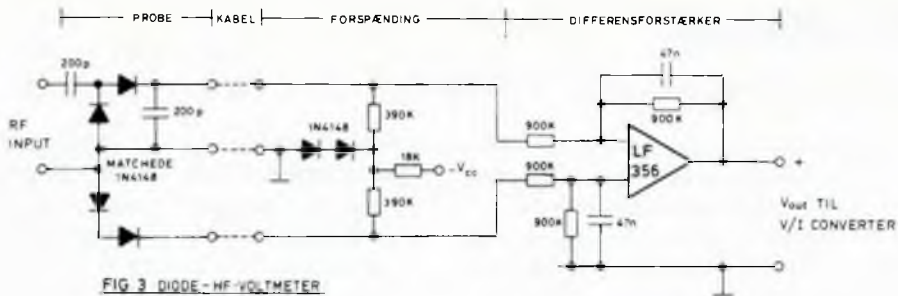 PROBE KABEL FORSPÆNDING DIFFERENSFORSTÆRKER
200p
47n
200p
390K
900K
RF
INPUT
1N4148
900K
LF
356
+
MATCHEDE
1N4148
18K
-Vcc
900K
390K
900K
47n
Vout TIL
V/I CONVERTER
FIG 3 DIODE-HF-VOLTMETER